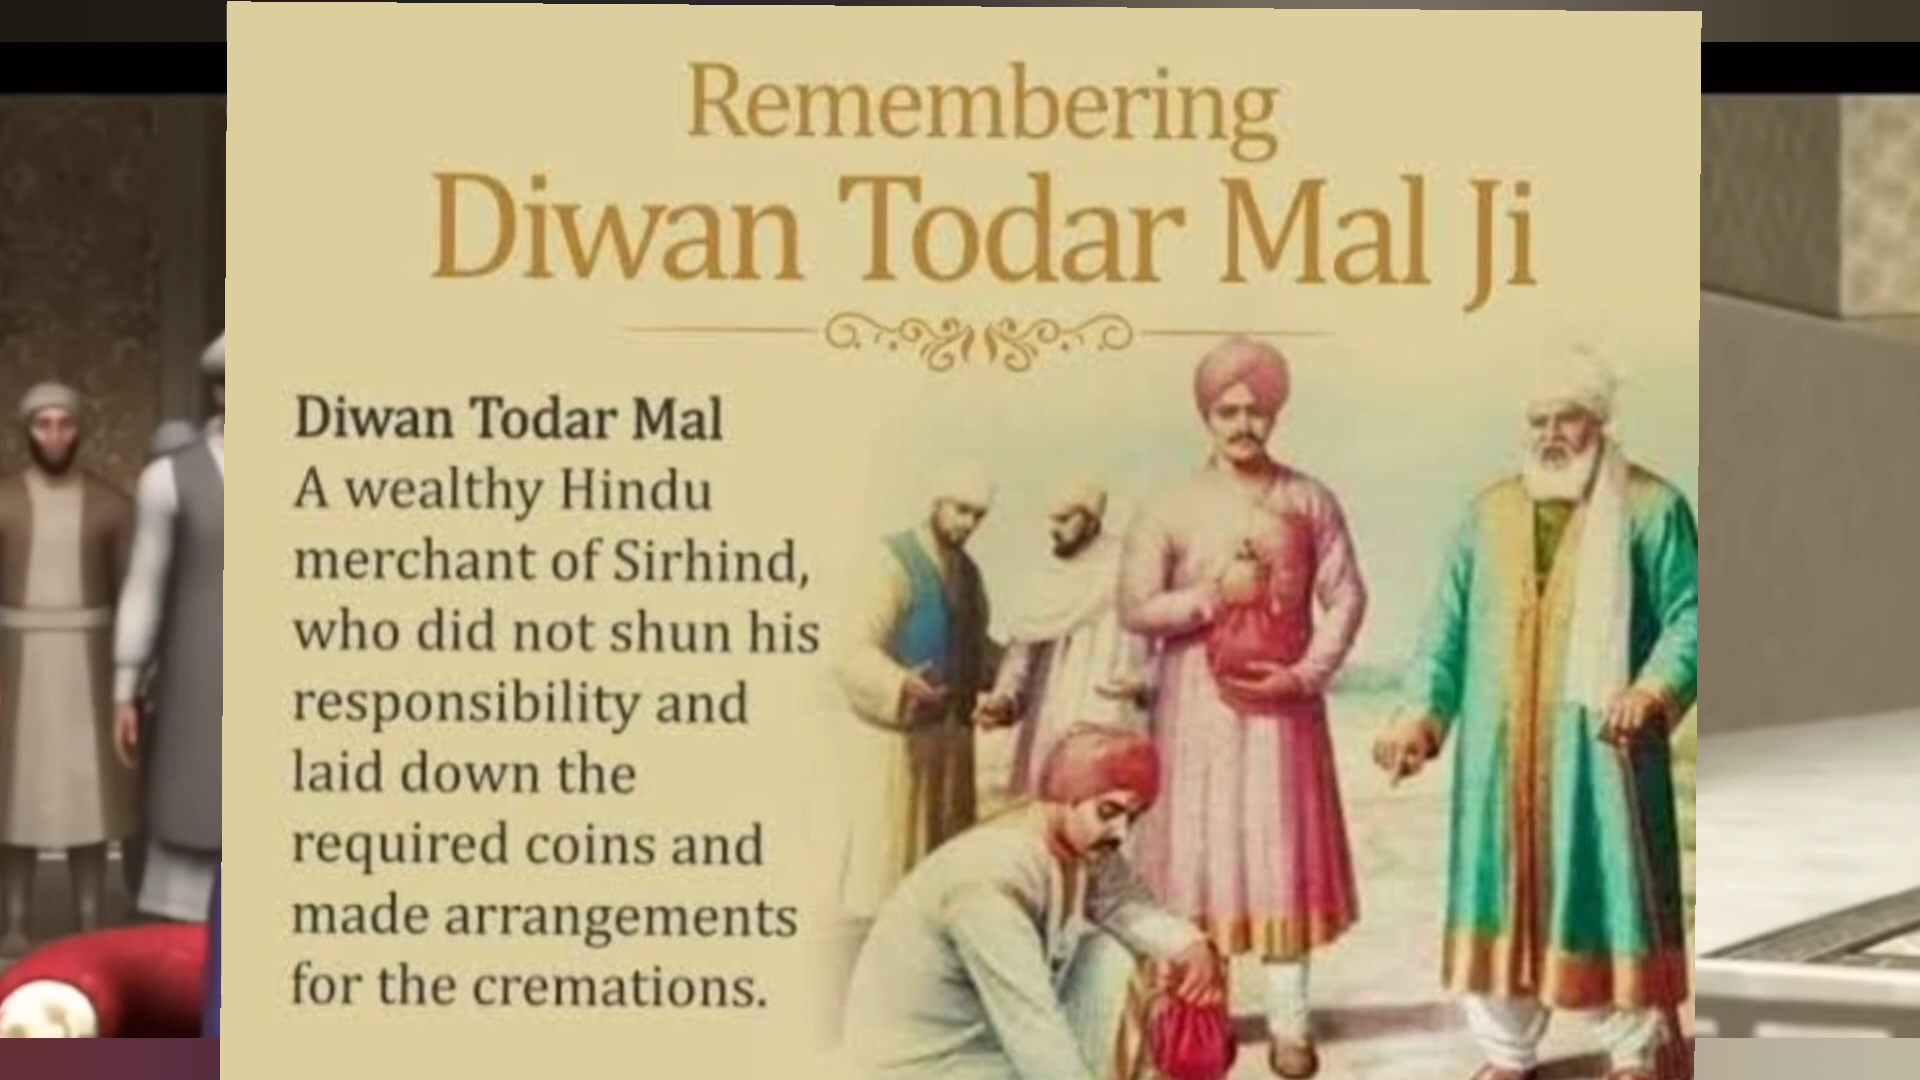 Remembering
Diwan Todar Mal Ji
Diwan Todar Mal
A wealthy Hindu
merchant of Sirhind,
who did not shun his
responsibility and
laid down the
required coins and
made arrangements
for the cremations.